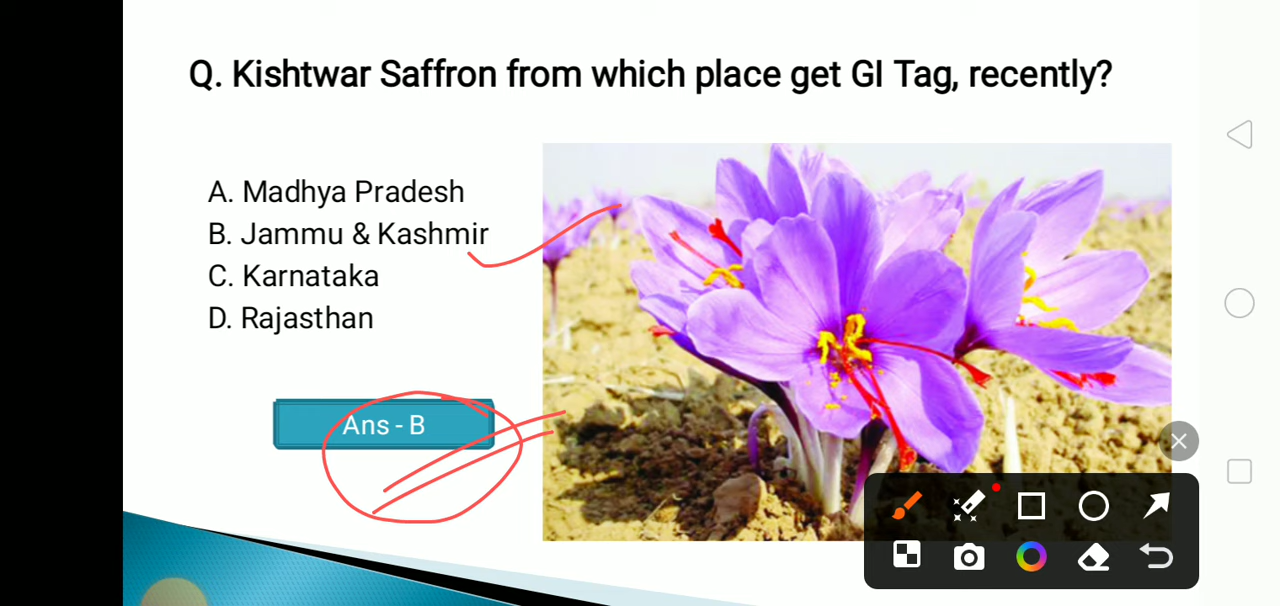 Q. Kishtwar Saffron from which place get GI Tag, recently?
A. Madhya Pradesh
B. Jammu & Kashmir
C. Karnataka
D. Rajasthan
Ans - B